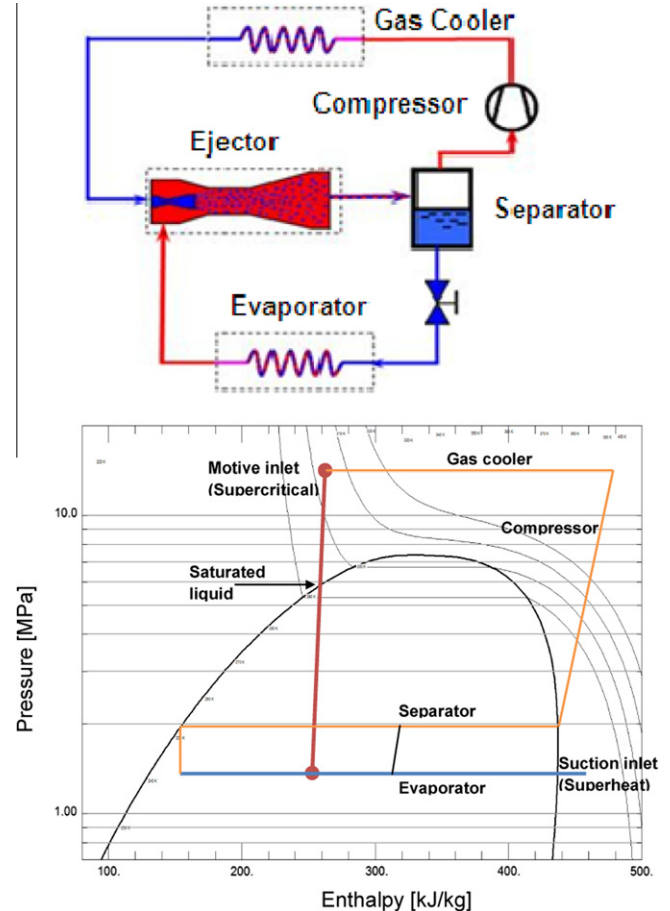 Gas Cooler
Compressor
Ejector
Separator
Evaporator
Motive inlet
(Supercritical)
Gas cooler
10.0
Compressor
Saturated
liquid
Pressure [MPa]
Separator
Suction inlet
(Superheat)
Evaporator
1.00
100.
200.
300.
400.
500.
Enthalpy [kJ/kg]